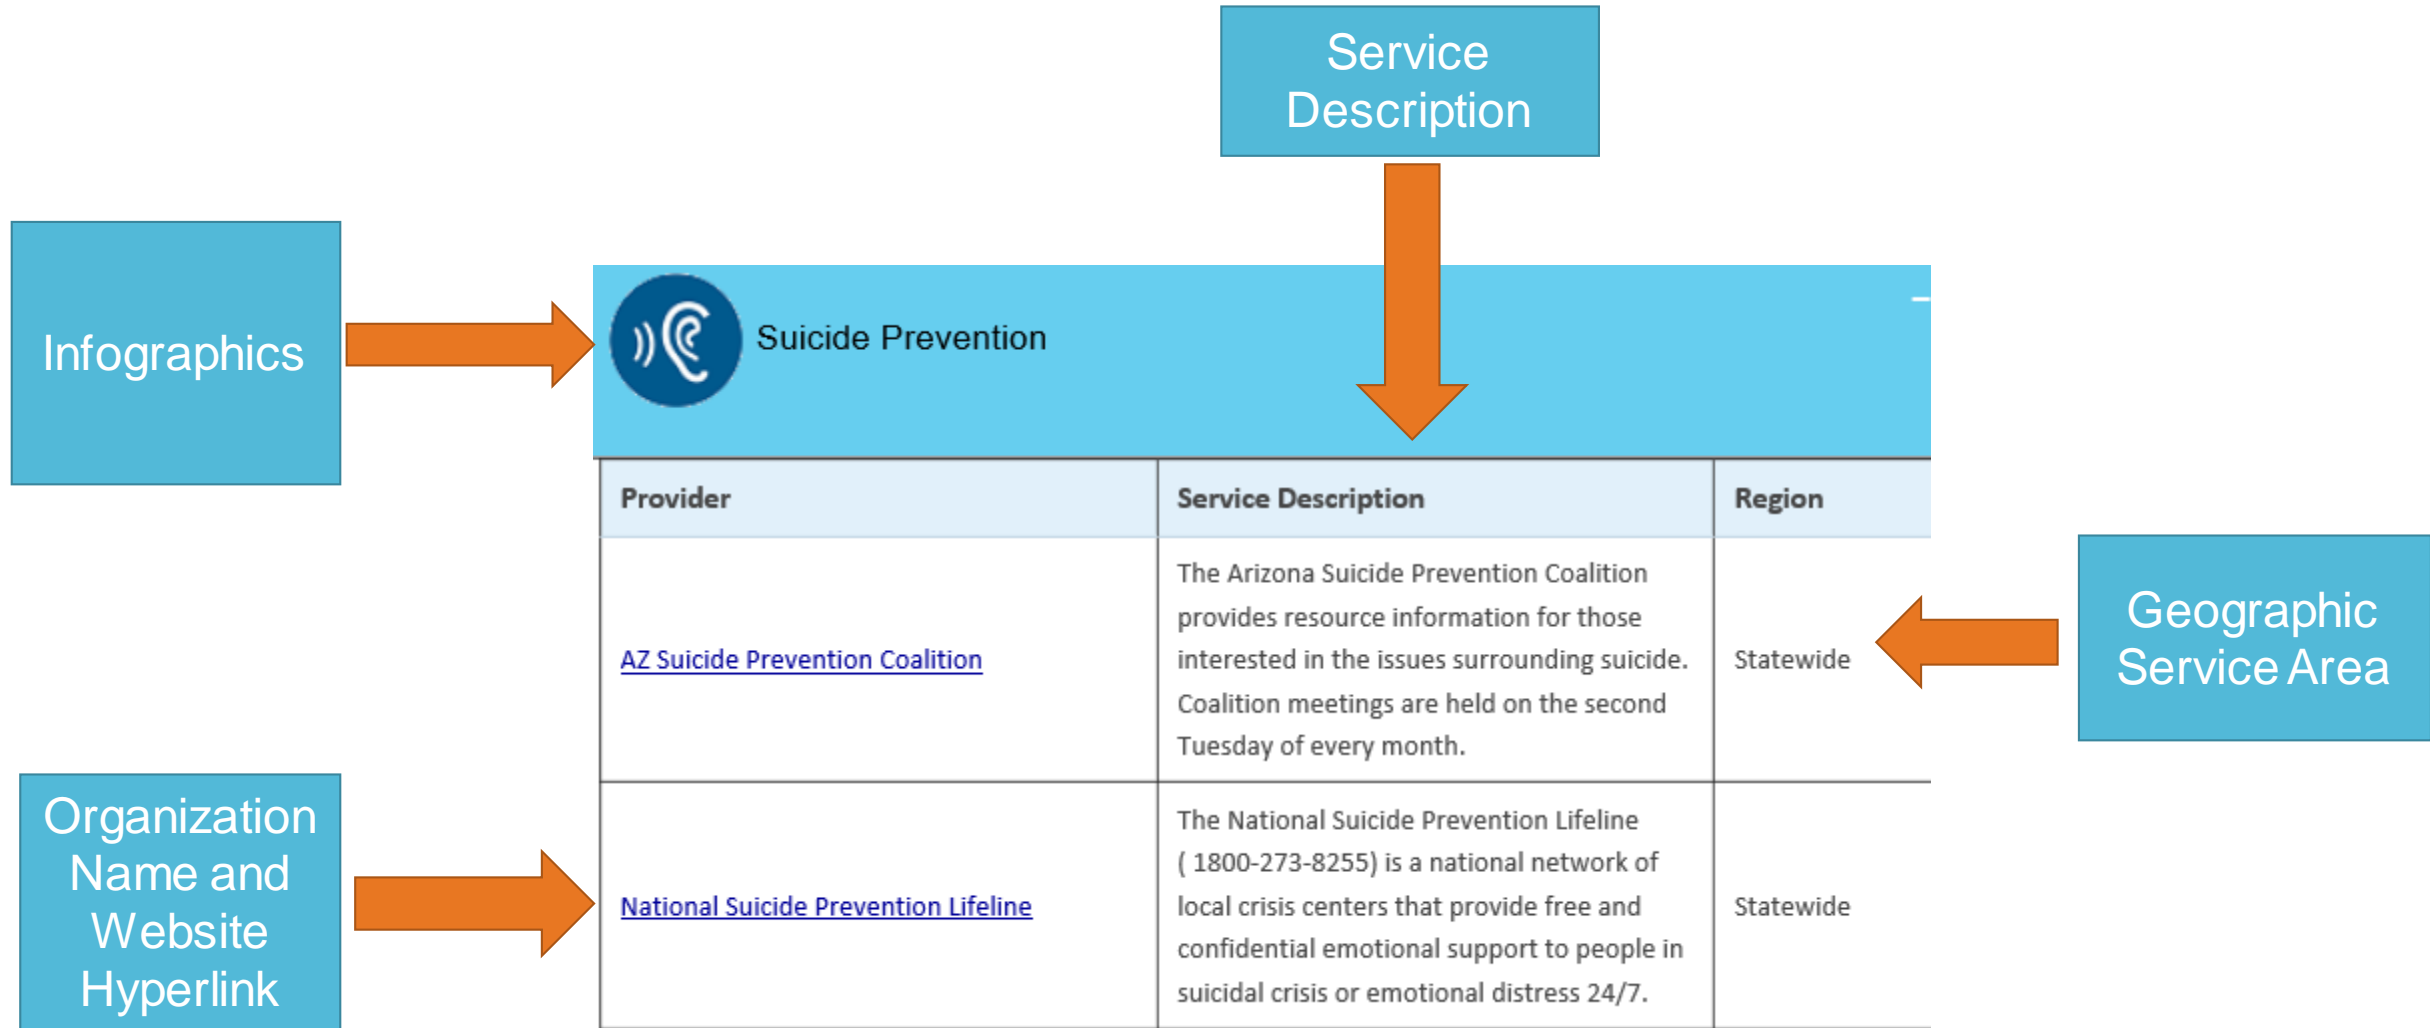 Service
Description
Infographics
Suicide Prevention
Provider
Service Description
Region
AZ Suicide Prevention Coalition
The Arizona Suicide Prevention Coalition
provides resource information for those
interested in the issues surrounding suicide.
Coalition meetings are held on the second
Tuesday of every month.
Statewide
Geographic
Service Area
Organization
Name and
Website
Hyperlink
National Suicide Prevention Lifeline
The National Suicide Prevention Lifeline
( 1800-273-8255) is a national network of
local crisis centers that provide free and
confidential emotional support to people in
suicidal crisis or emotional distress 24/7.
Statewide